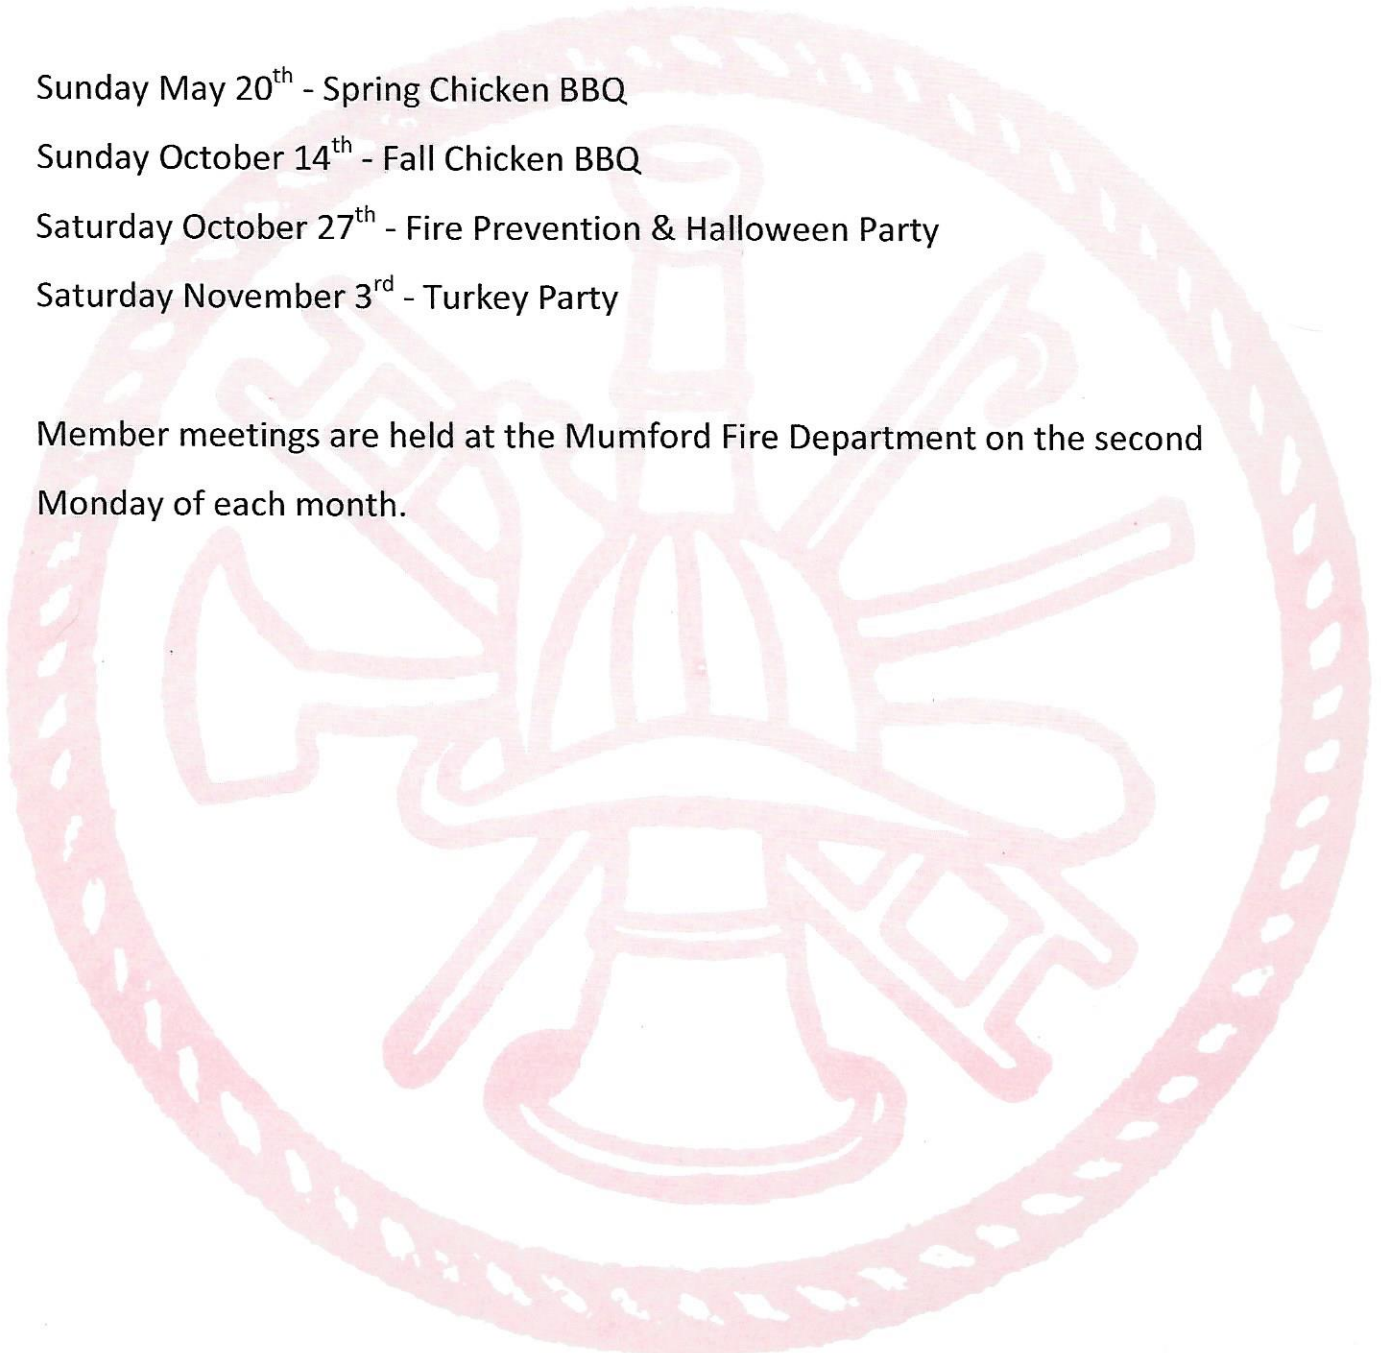 Sunday May 20th - Spring Chicken BBQ
Sunday October 14th - Fall Chicken BBQ
Saturday October 27th - Fire Prevention & Halloween Party
Saturday November 3rd - Turkey Party
Member meetings are held at the Mumford Fire Department on the second
Monday of each month.